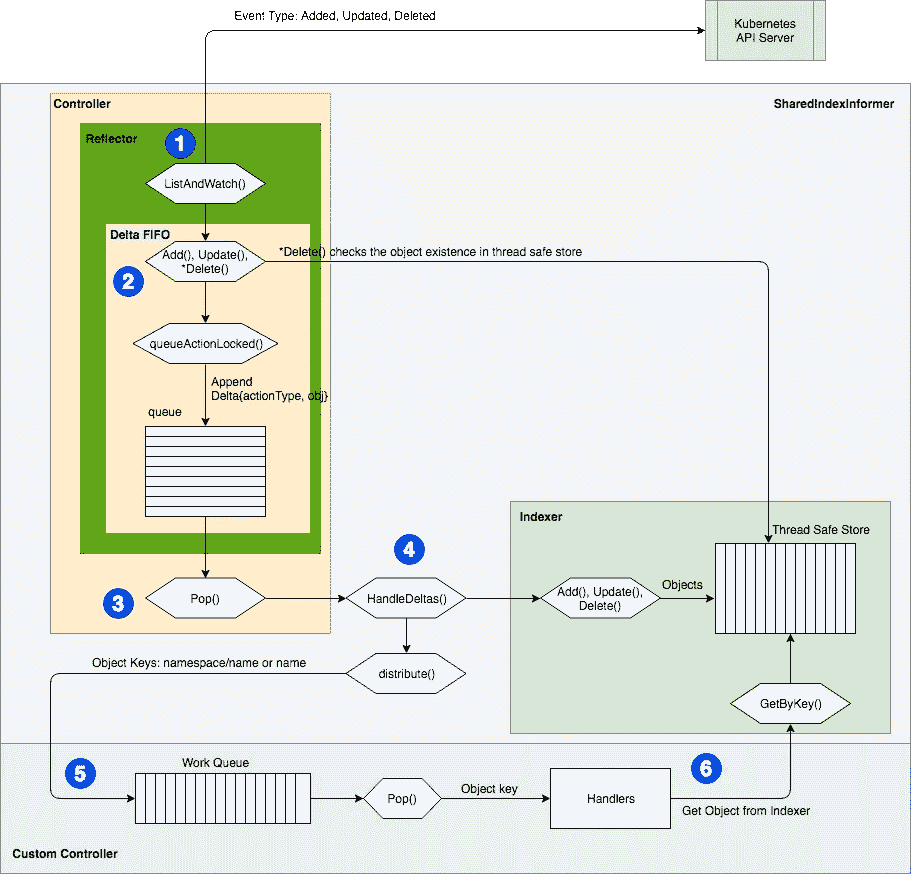 Event Type: Added, Updated, Deleted
Kubernetes
API Server
Controller
SharedIndexInformer
Reflector
1
ListAndWatch()
Delta FIFO
Add(), Update(),
*Delete()
*Delete() checks the object existence in thread safe store
2
queueActionLocked()
Append
Delta{actionType, obj}
queue
Indexer
Thread Safe Store
4
3
Pop()
HandleDeltas()
Add(), Update(),
Delete()
Objects
Object Keys: namespace/name or name
distribute()
GetByKey()
5
Work Queue
6
Pop()
Object key
Handlers
Get Object from Indexer
Custom Controller